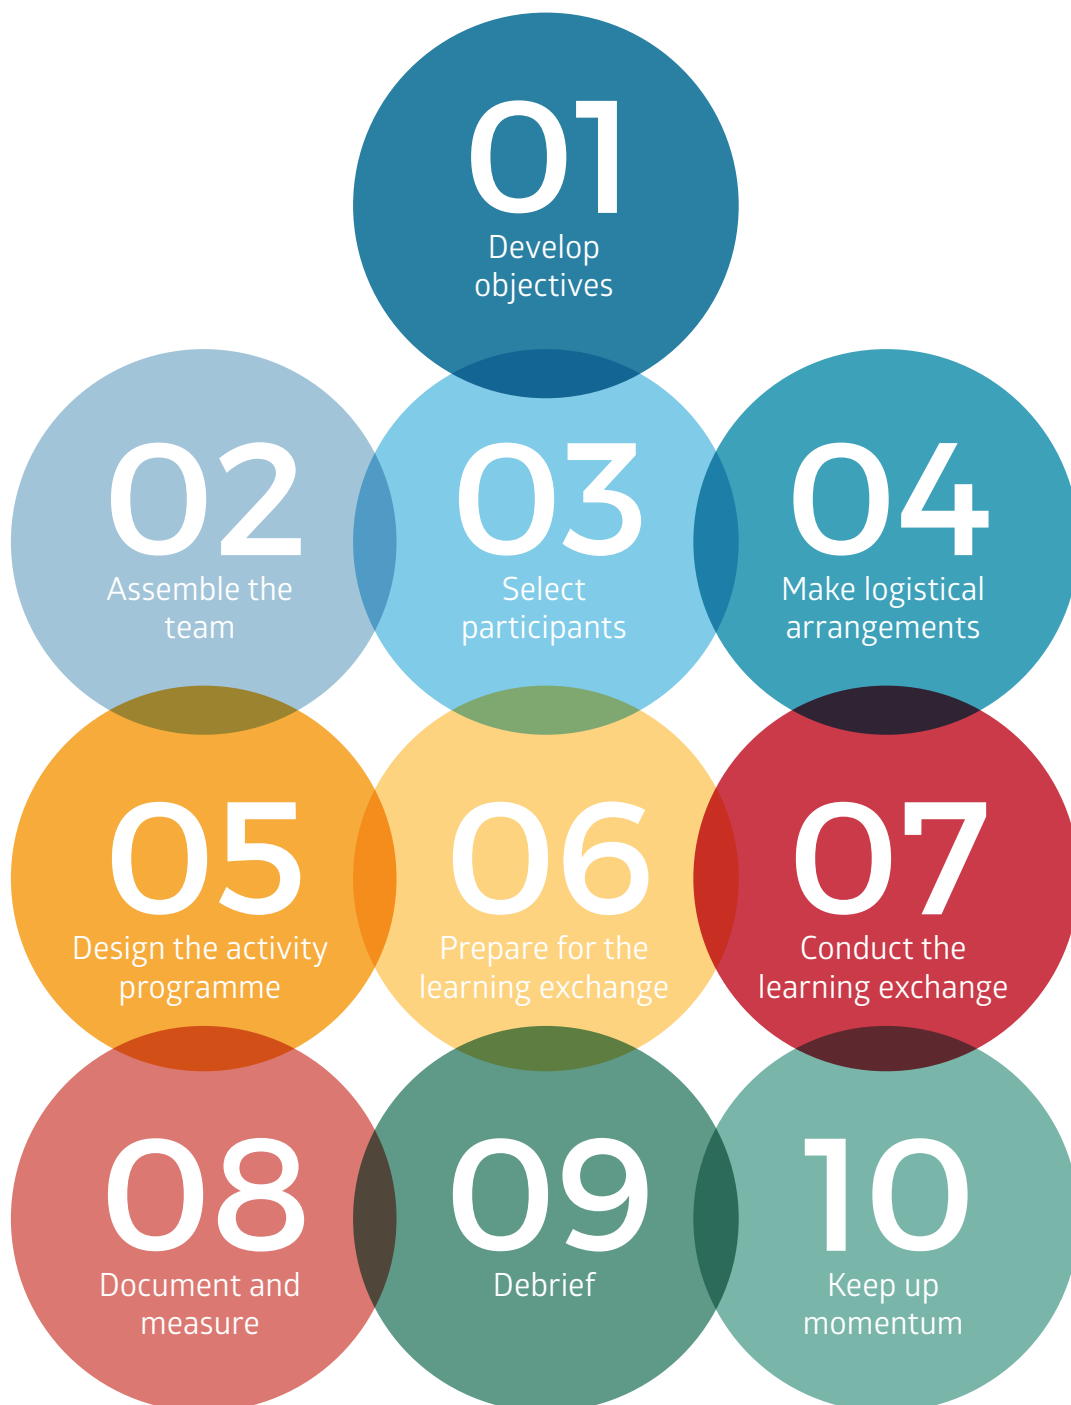 01
Develop
objectives
02
Assemble the
team
03
Select
participants
04
Make logistical
arrangements
05
Design the activity
programme
06
Prepare for the
learning exchange
07
Conduct the
learning exchange
08
Document and
measure
09
Debrief
10
Keep up
momentum